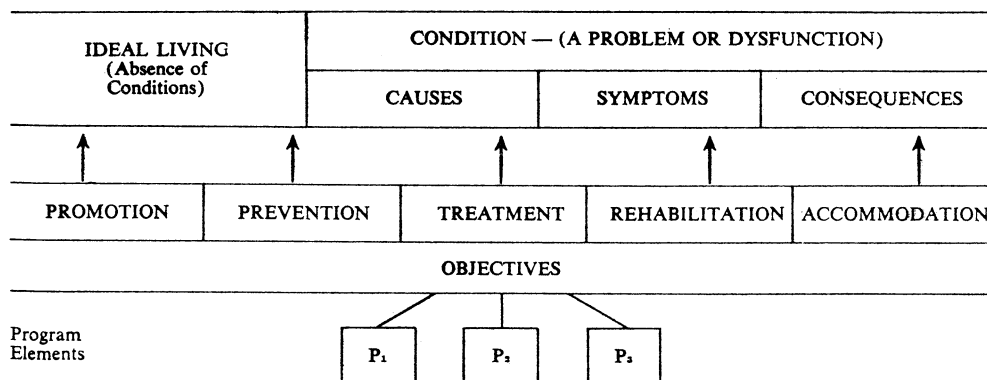 IDEAL LIVING
(Absence of
Conditions)
CONDITION — (A PROBLEM OR DYSFUNCTION)
CAUSES
SYMPTOMS
CONSEQUENCES
PROMOTION
PREVENTION
TREATMENT
REHABILITATION
ACCOMMODATION
OBJECTIVES
Program
Elements
P₁
P₂
P₃